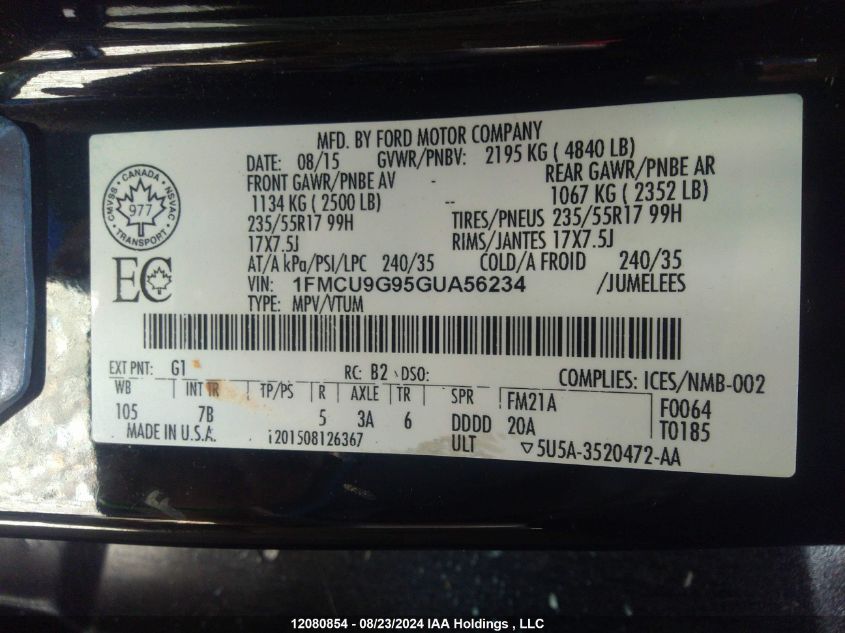 MFD. BY FORD MOTOR COMPANY
DATE: 08/15 GVWR/PNBV: 2195 KG ( 4840 LB)
FRONT GAWR/PNBE AV - REAR GAWR/PNBE AR
1134 KG ( 2500 LB) -- 1067 KG ( 2352 LB)
235/55R17 99H TIRES/PNEUS 235/55R17 99H
17X7.5J RIMS/JANTES 17X7.5J
AT/A kPa/PSI/LPC 240/35 COLD/A FROID 240/35
VIN: 1FMCU9G95GUA56234 /JUMELEES
TYPE: MPV/VTUM
CANADA
CMVSS
NSVAC
977
TRANSPORT
EC
EXT PNT: G1 RC: B2 DSO: COMPLIES: ICES/NMB-002
WB INT TR TP/PS R AXLE TR SPR FM21A F0064
105 7B 5 3A 6 DDDD 20A T0185
MADE IN U.S.A. i201508126367 ULT ▽5U5A-3520472-AA
12080854 - 08/23/2024 IAA Holdings , LLC